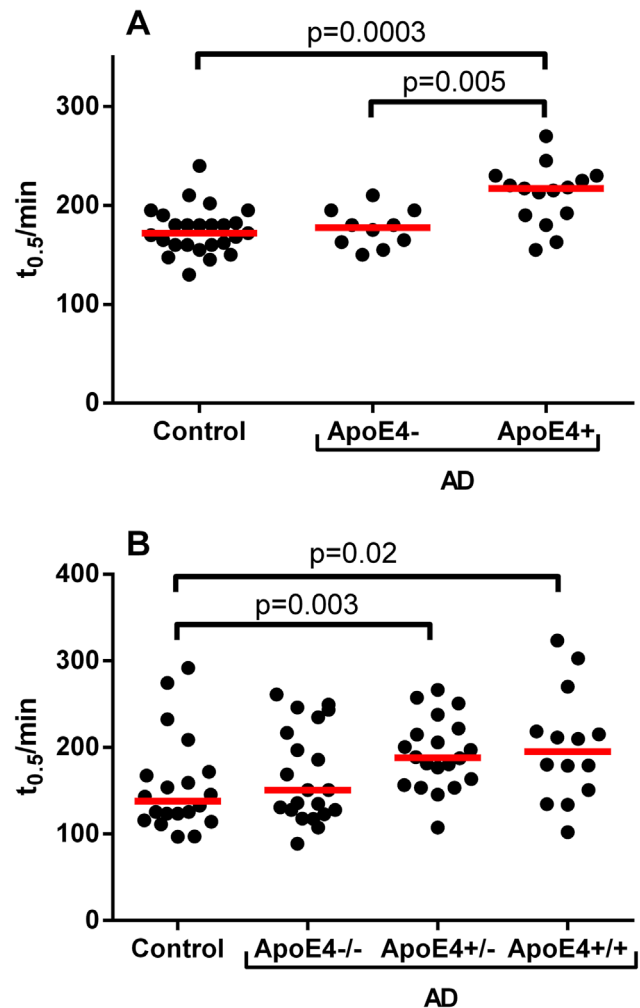 A
p=0.0003
p=0.005
300
200
100
0
t0.5/min
Control ApoE4- ApoE4+
AD
B
p=0.02
p=0.003
400
300
200
100
0
t0.5/min
Control ApoE4-/- ApoE4+/- ApoE4+/+
AD